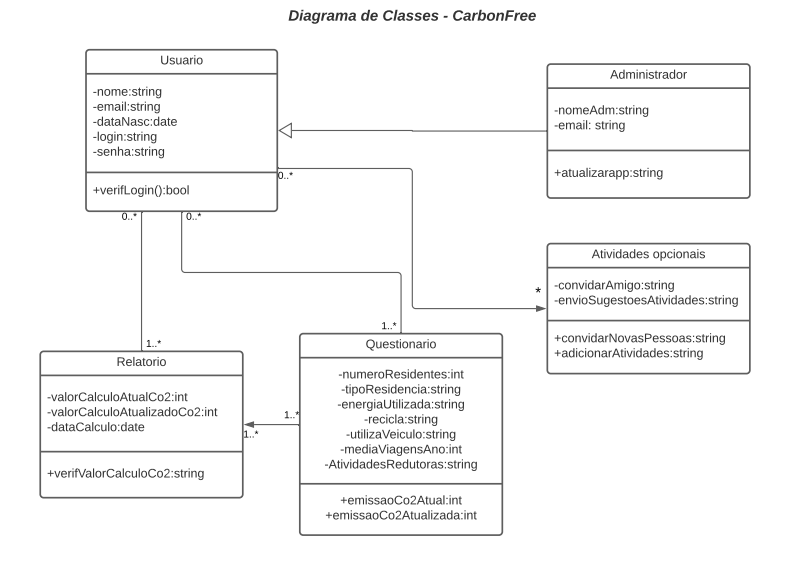 Diagrama de Classes - CarbonFree
Usuario
-nome:string
-email:string
-dataNasc:date
-login:string
-senha:string
+verifLogin():bool
Administrador
-nomeAdm:string
-email: string
+atualizarapp:string
0..*
0..*
0..*
Atividades opcionais
-convidarAmigo:string
-envioSugestoesAtividades:string
+convidarNovasPessoas:string
+adicionarAtividades:string
*
1..*
1..*
Relatorio
-valorCalculoAtualCo2:int
-valorCalculoAtualizadoCo2:int
-dataCalculo:date
+verifValorCalculoCo2:string
1..*
1..*
Questionario
-numeroResidentes:int
-tipoResidencia:string
-energiaUtilizada:string
-recicla:string
-utilizaVeiculo:string
-mediaViagensAno:int
-AtividadesRedutoras:string
+emissaoCo2Atual:int
+emissaoCo2Atualizada:int